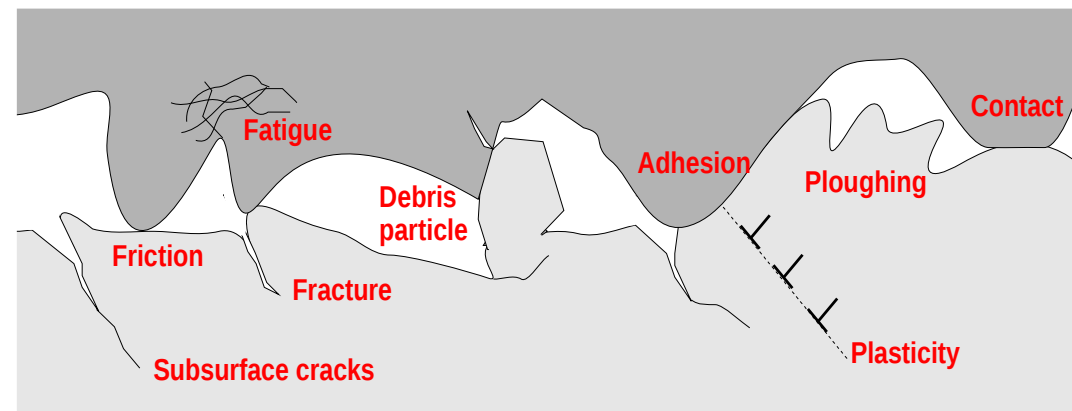 Contact
Fatigue
Adhesion
Ploughing
Debris
particle
Friction
Fracture
Plasticity
Subsurface cracks